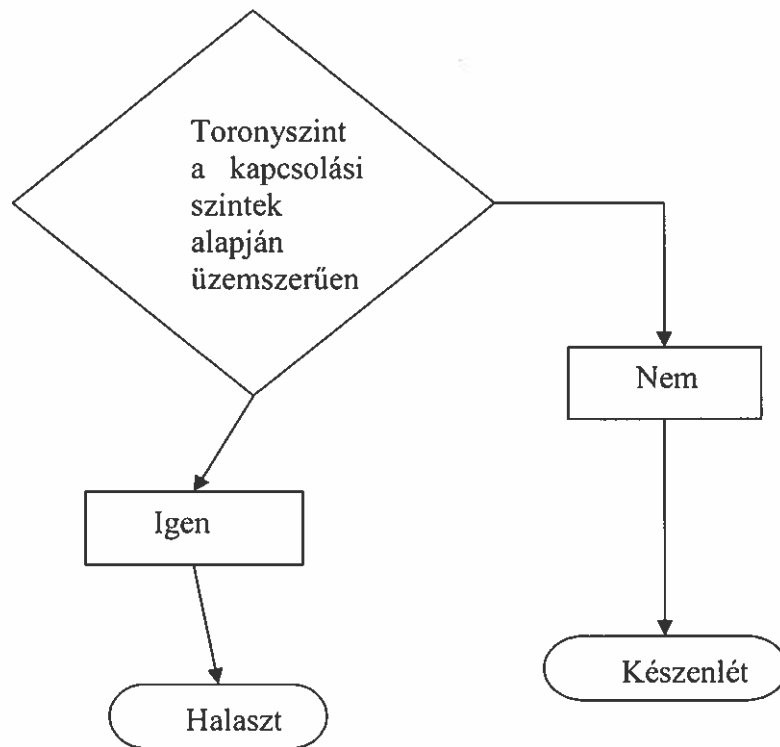 Toronyszint
a kapcsolási
szintek
alapján
üzemszerűen
Nem
Igen
Készenlét
Halaszt